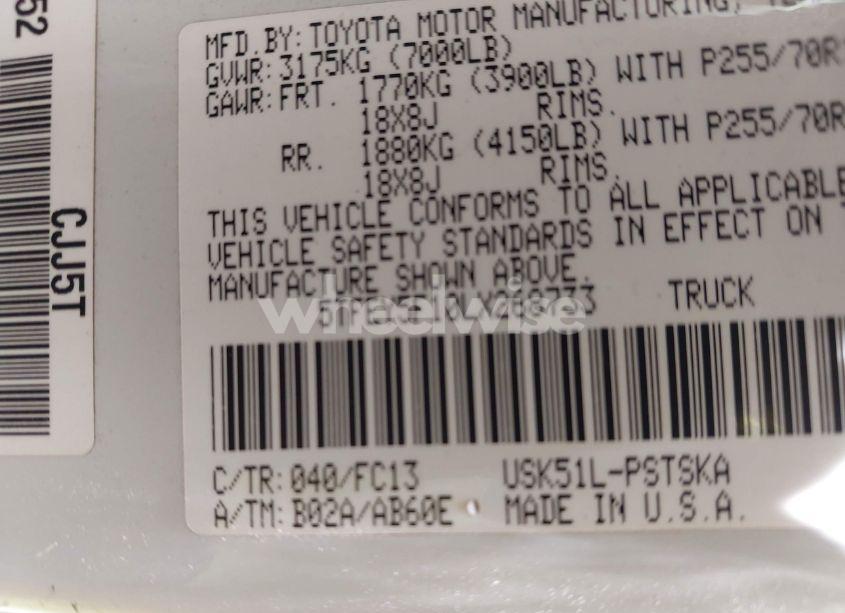 52
CJJ5T
MFD.BY: TOYOTA MOTOR MANUFACTURING,
GVWR: 3175KG (7000LB)
GAWR: FRT. 1770KG (3900LB) WITH P255/70R
18X8J RIMS.
RR. 1880KG (4150LB) WITH P255/70R
18X8J RIMS.
THIS VEHICLE CONFORMS TO ALL APPLICABLE
VEHICLE SAFETY STANDARDS IN EFFECT ON
MANUFACTURE SHOWN ABOVE.
TRUCK
wheelwise
C/TR: 040/FC13 USK51L-PSTSKA
A/TM: B02A/AB60E MADE IN U.S.A.